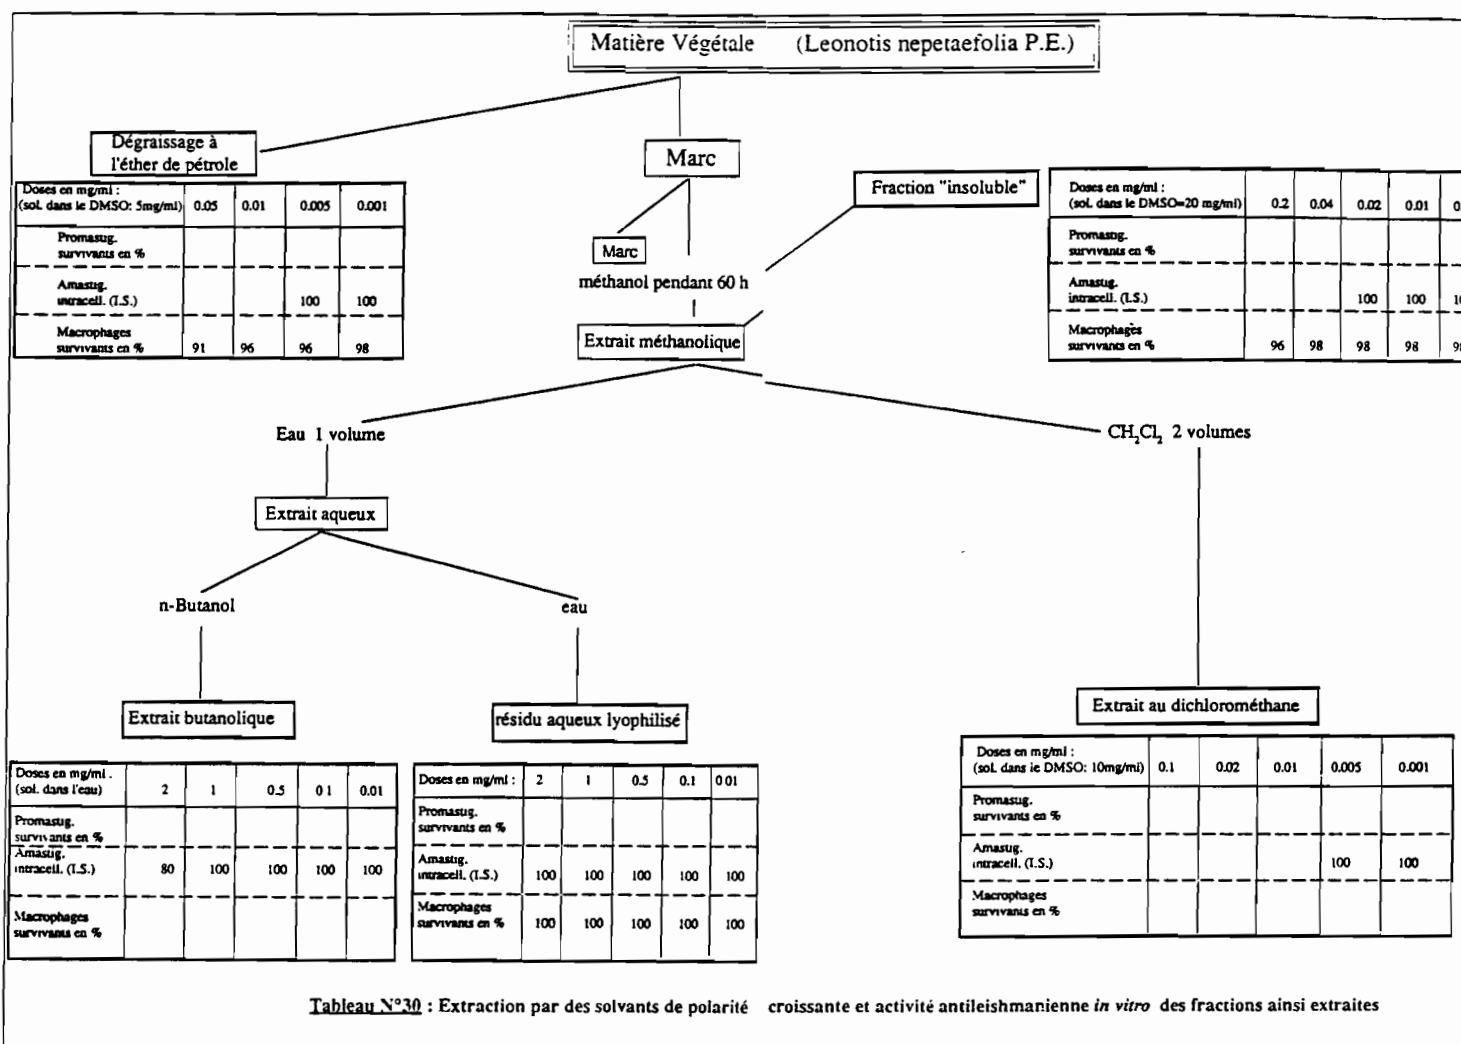 Matière Végétale (Leonotis nepetaefolia P.E.)
Dégraissage à
l'éther de pétrole
Doses en mg/ml :
(sol. dans le DMSO: 5mg/ml) 0.05 0.01 0.005 0.001
Promastig.
survivants en %
Amastig.
intracell. (I.S.) 100 100
Macrophages
survivants en % 91 96 96 98
Marc
Marc
méthanol pendant 60 h
Extrait méthanolique
Fraction "insoluble"
Doses en mg/ml :
(sol. dans le DMSO=20 mg/ml) 0.2 0.04 0.02 0.01
Promastig.
survivants en %
Amastig.
intracell. (I.S.) 100 100
Macrophages
survivants en % 96 98 98 98
Eau 1 volume
CH₂Cl₂ 2 volumes
Extrait aqueux
n-Butanol
eau
Extrait butanolique
Doses en mg/ml .
(sol. dans l'eau) 2 1 0.5 0 1 0.01
Promastig.
survivants en %
Amastig.
intracell. (I.S.) 80 100 100 100 100
Macrophages
survivants en %
résidu aqueux lyophilisé
Doses en mg/ml : 2 1 0.5 0.1 0 01
Promastig.
survivants en %
Amastig.
intracell. (I.S.) 100 100 100 100 100
Macrophages
survivants en % 100 100 100 100 100
Extrait au dichlorométhane
Doses en mg/ml :
(sol. dans le DMSO: 10mg/ml) 0.1 0.02 0.01 0.005 0.001
Promastig.
survivants en %
Amastig.
intracell. (I.S.) 100 100
Macrophages
survivants en %
Tableau N°30 : Extraction par des solvants de polarité croissante et activité antileishmanienne in vitro des fractions ainsi extraites